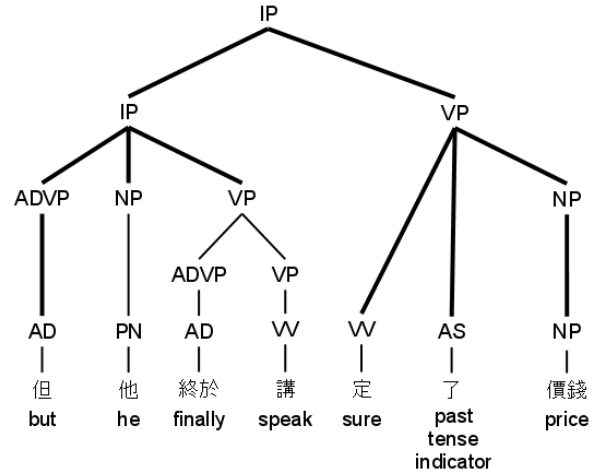 IP
IP VP
ADVP NP VP NP
ADVP VP
AD PN AD VV VV AS NP
但 他 終於 講 定 了 價錢
but he finally speak sure past price
tense
indicator